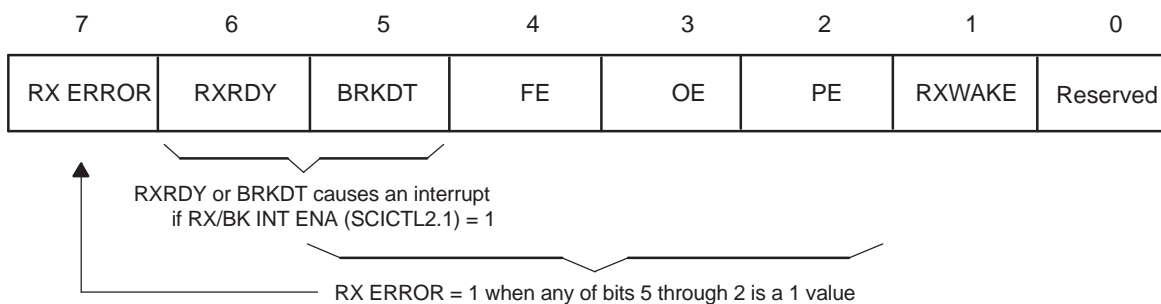 7 6 5 4 3 2 1 0
RX ERROR RXRDY BRKDT FE OE PE RXWAKE Reserved
RXRDY or BRKDT causes an interrupt
if RX/BK INT ENA (SCICTL2.1) = 1
RX ERROR = 1 when any of bits 5 through 2 is a 1 value